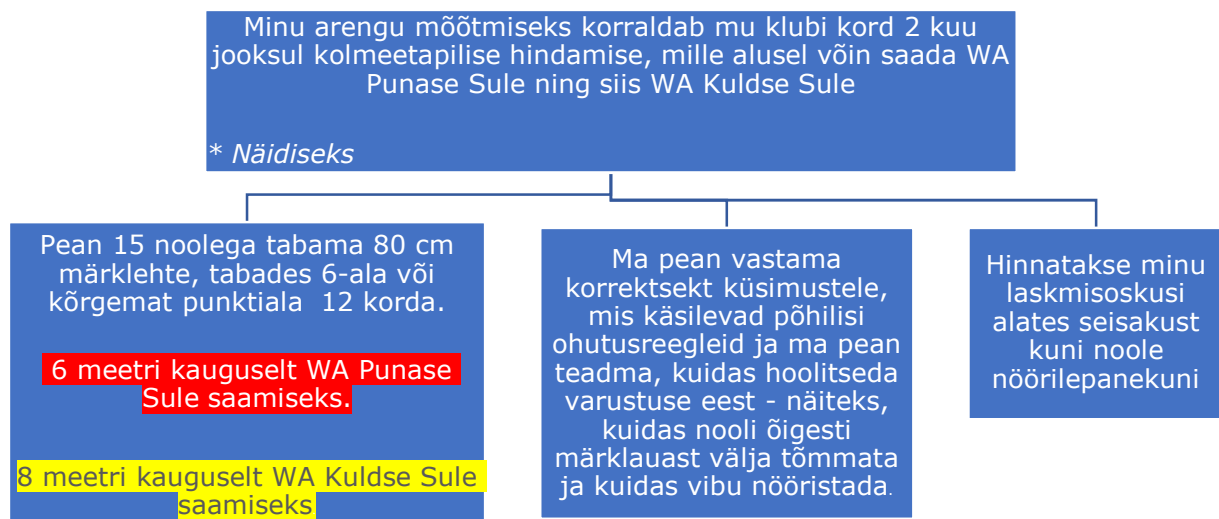 Minu arengu mõõtmiseks korraldab mu klubi kord 2 kuu
jooksul kolmeetapilise hindamise, mille alusel võin saada WA
Punase Sule ning siis WA Kuldse Sule
* Näidiseks
Pean 15 noolega tabama 80 cm
märklehte, tabades 6-ala või
kõrgemat punktiala 12 korda.
6 meetri kauguselt WA Punase
Sule saamiseks.
8 meetri kauguselt WA Kuldse Sule
saamiseks
Ma pean vastama
korrektsekt küsimustele,
mis käsilevad põhilisi
ohutusreegleid ja ma pean
teadma, kuidas hoolitseda
varustuse eest - näiteks,
kuidas nooli õigesti
märklauast välja tõmmata
ja kuidas vibu nööristada.
Hinnatakse minu
laskmisoskusi
alates seisakust
kuni noole
nöörilepanekuni